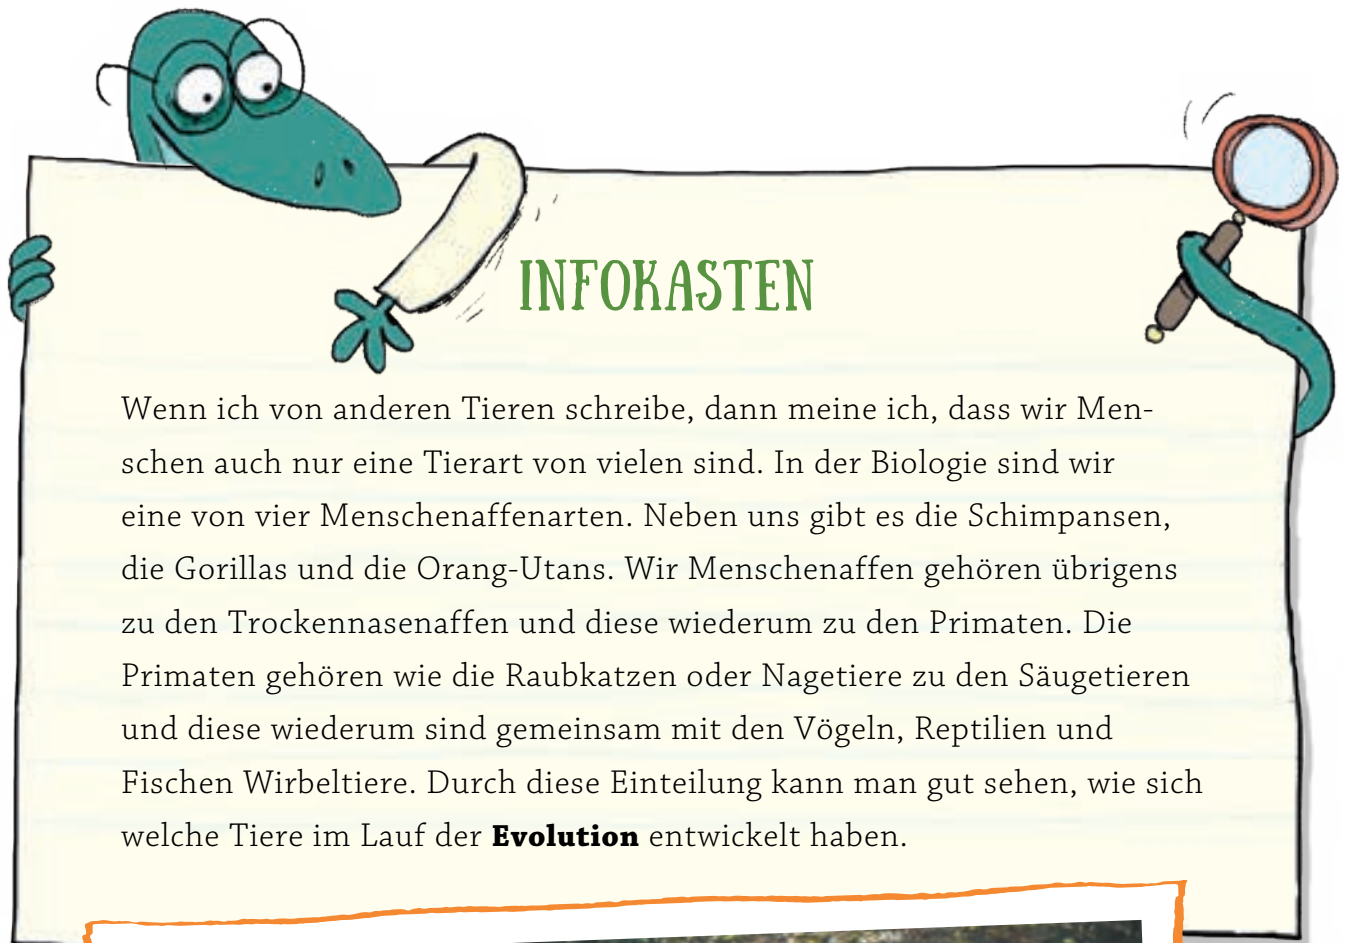 INFOKASTEN
Wenn ich von anderen Tieren schreibe, dann meine ich, dass wir Men-
schen auch nur eine Tierart von vielen sind. In der Biologie sind wir
eine von vier Menschenaffenarten. Neben uns gibt es die Schimpansen,
die Gorillas und die Orang-Utans. Wir Menschenaffen gehören übrigens
zu den Trockennasenaffen und diese wiederum zu den Primaten. Die
Primaten gehören wie die Raubkatzen oder Nagetiere zu den Säugetieren
und diese wiederum sind gemeinsam mit den Vögeln, Reptilien und
Fischen Wirbeltiere. Durch diese Einteilung kann man gut sehen, wie sich
welche Tiere im Lauf der Evolution entwickelt haben.